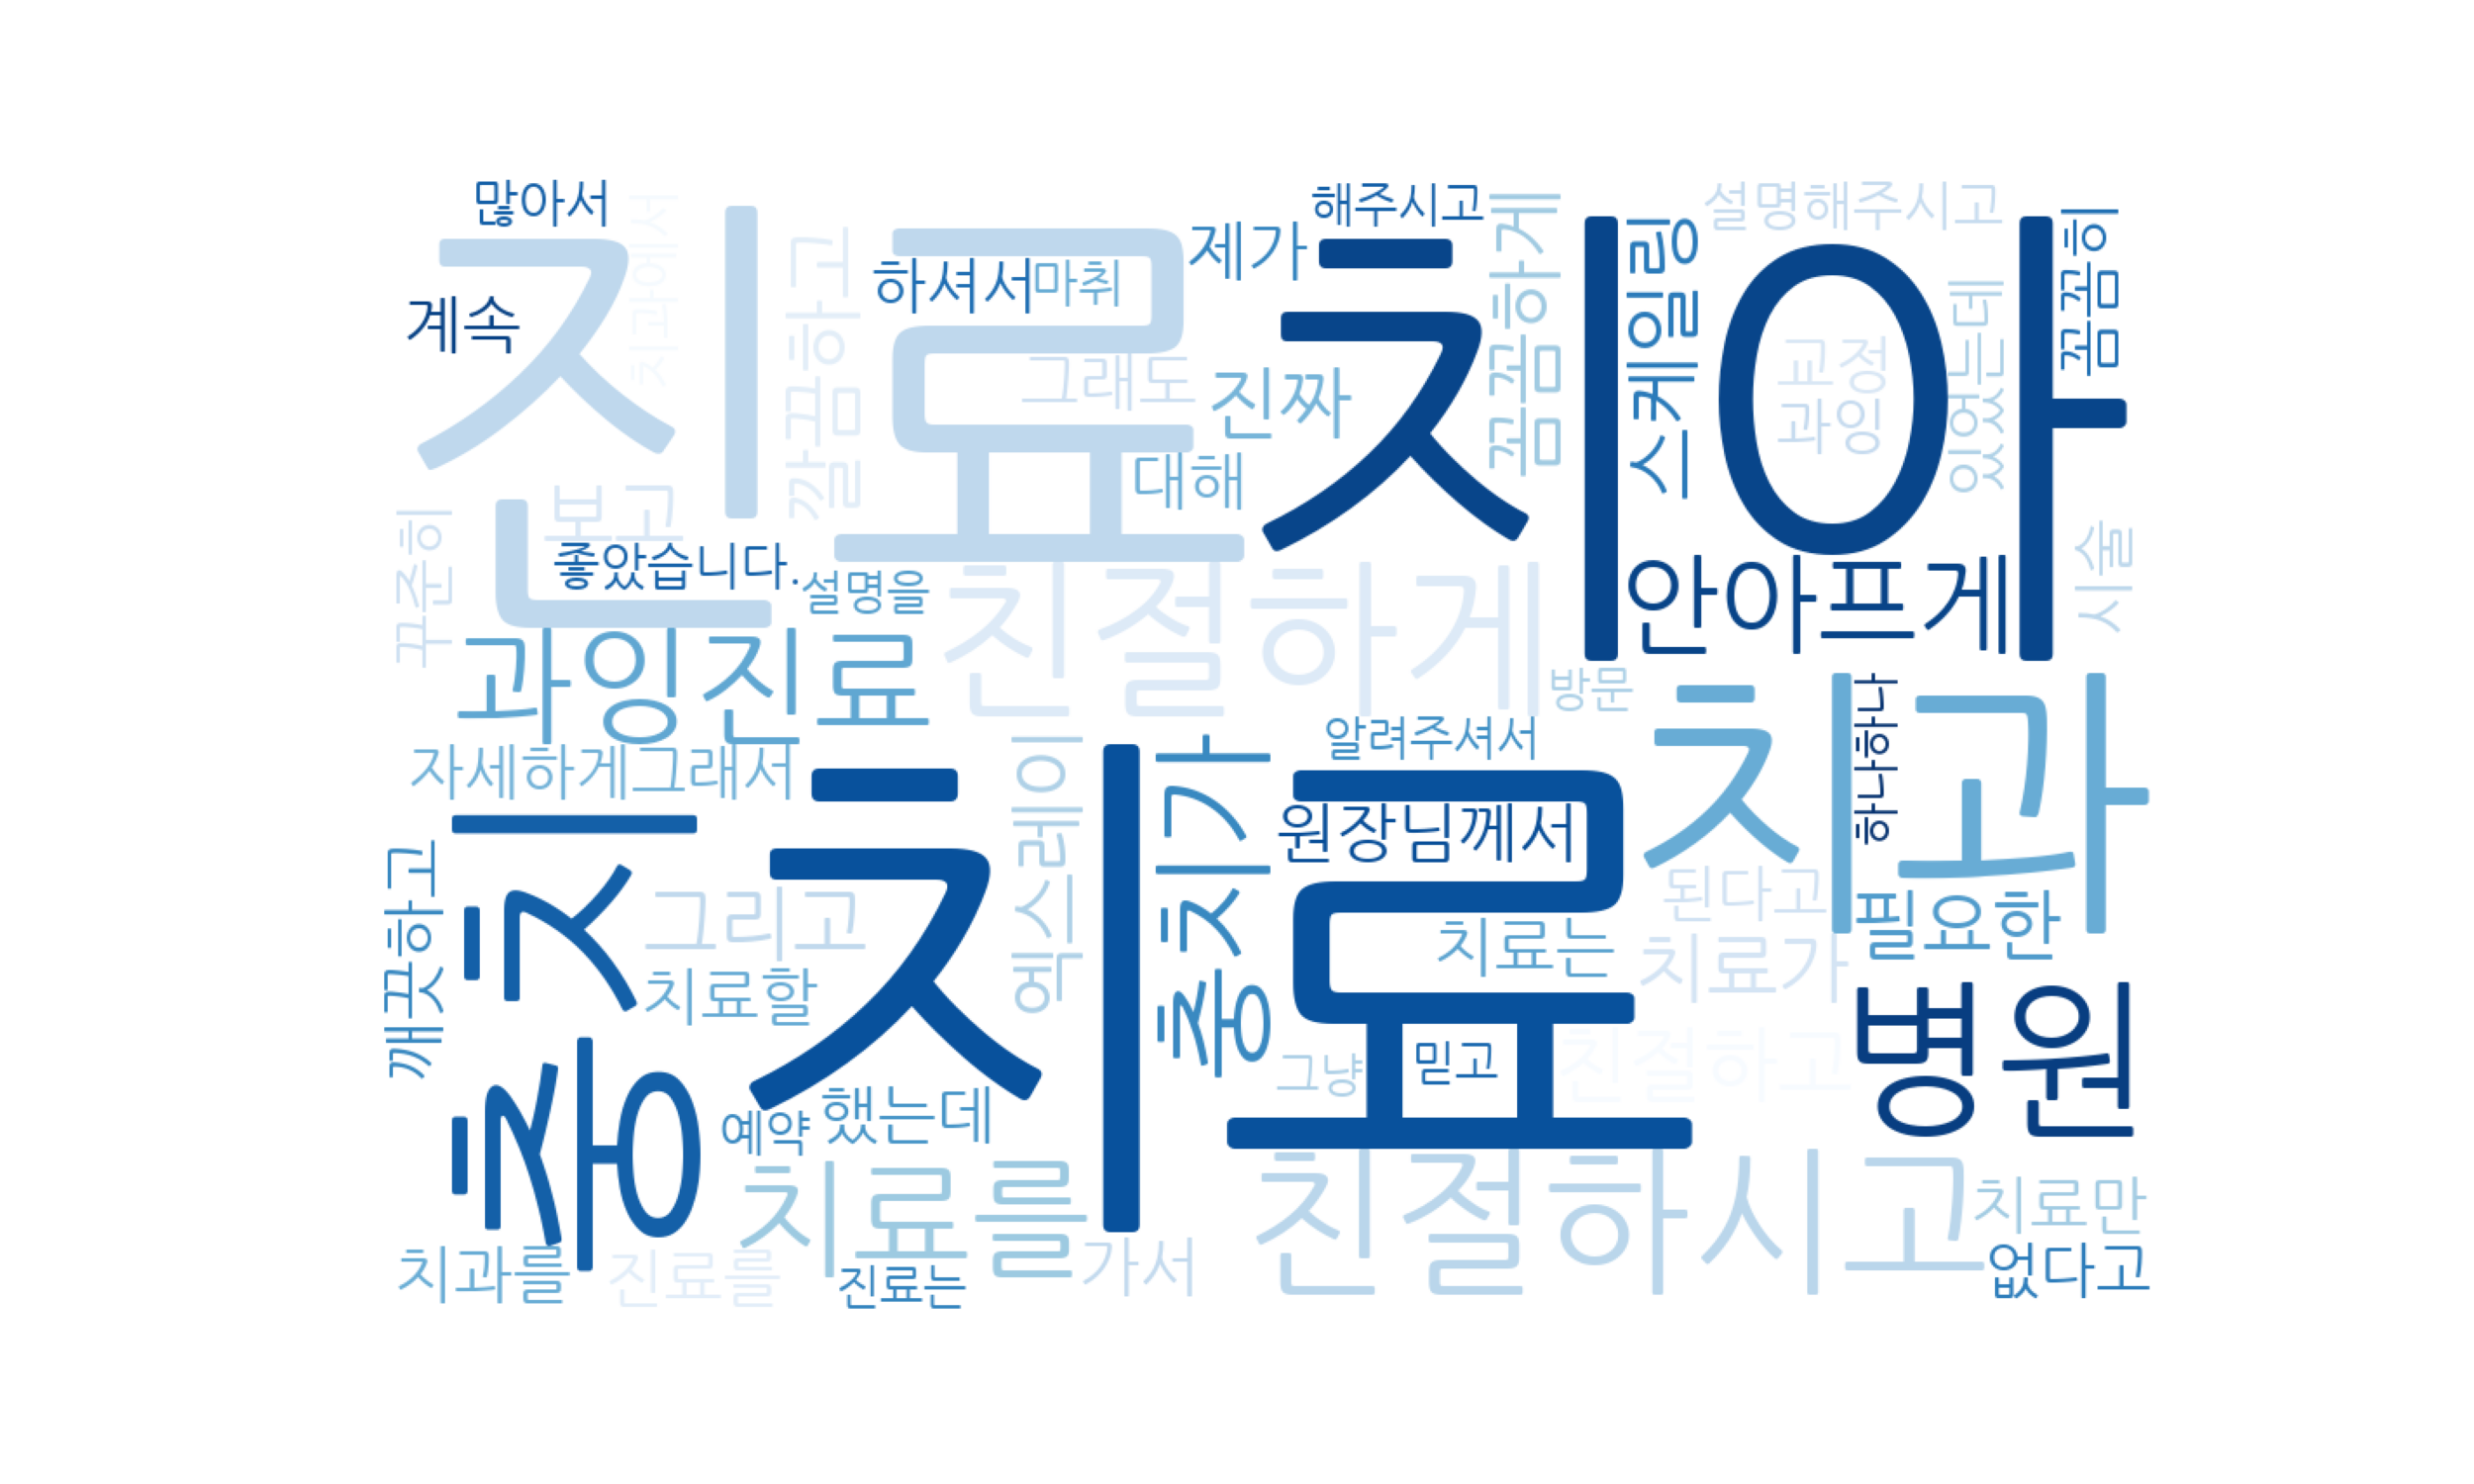 많아서
치과에서
해주시고
설명해주시고
진료
깔끔하고
하셔서
마취
제가
치아
꼼꼼하게
스케일링
꼼꼼히
계속
그래도
진짜
교정
과잉
있었는데
대해
보고
꾸준히
좋았습니다.
설명을
친절하게
안아프게
시술
과잉진료
방문
치과
하나하나
자세하게
그래서
엑스레이
충치가
알려주셔서
원장님께서
충치
치료
깨끗하고
그리고
치료할
치료는
된다고
치료가
필요한
병원
그냥
믿고
친절하고
예약
했는데
치료를
친절하시고
치료만
치과를
진료를
진료는
가서
없다고